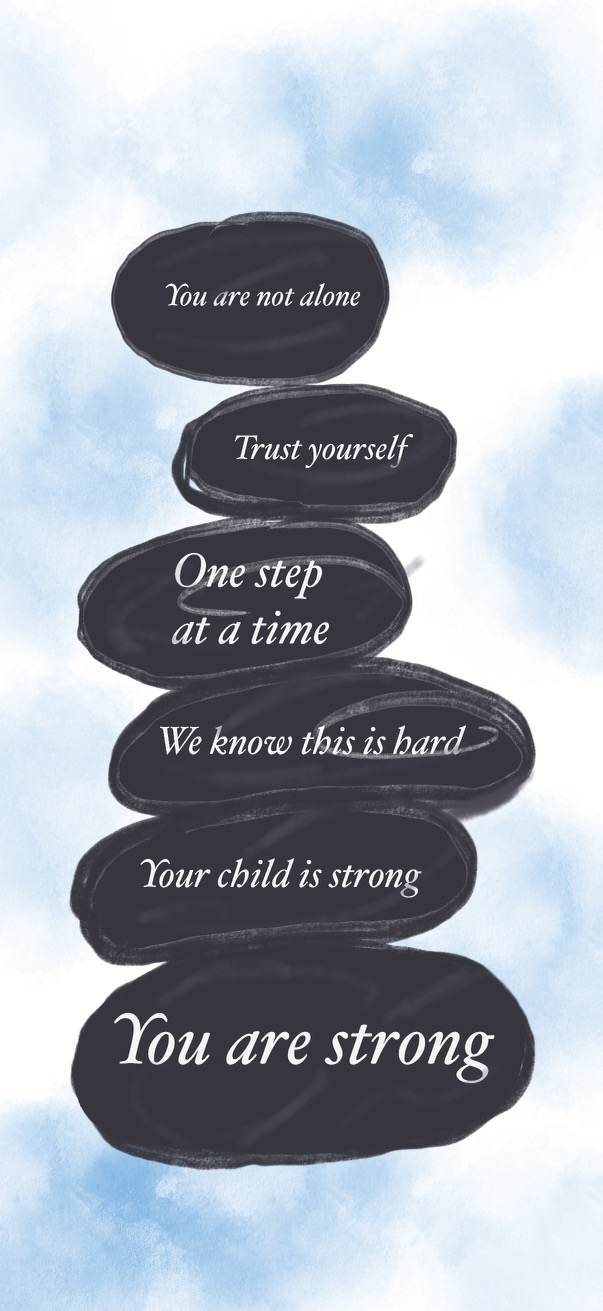 You are not alone
Trust yourself
One step
at a time
We know this is hard
Your child is strong
You are strong